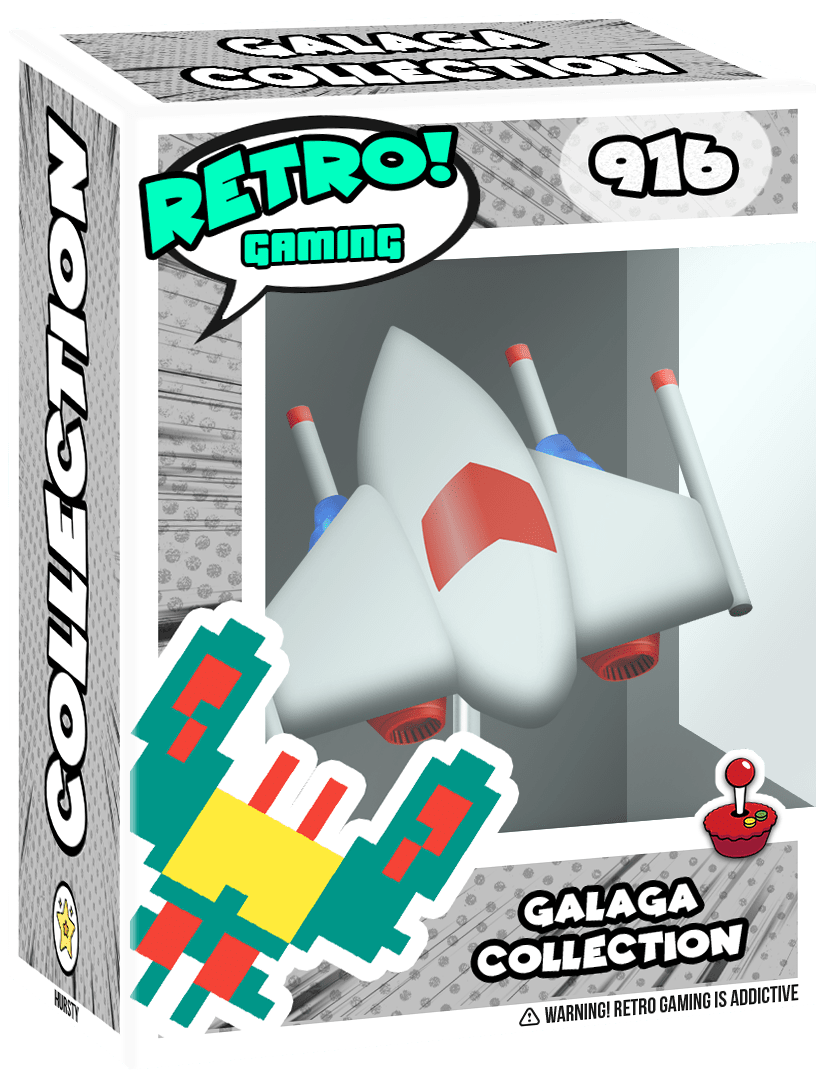 GALAGA
COLLECTION
RETRO!
GAMING
916
COLLECTION
HURSTY
GALAGA
COLLECTION
WARNING! RETRO GAMING IS ADDICTIVE